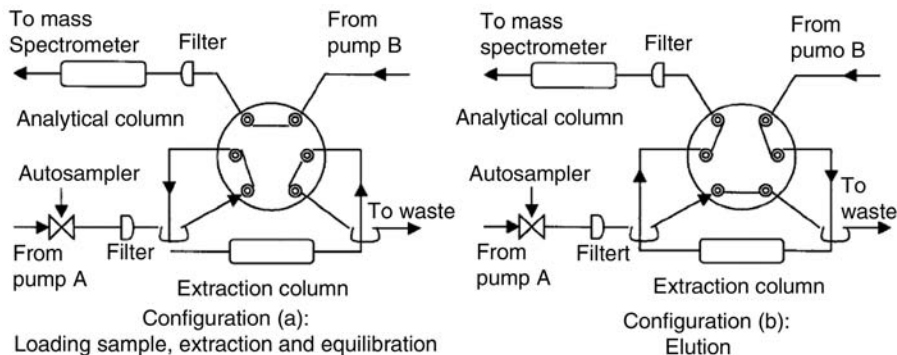 To mass
Spectrometer
Filter
From
pump B
Analytical column
Autosampler
From
pump A
Filter
To waste
Extraction column
Configuration (a):
Loading sample, extraction and equilibration
To mass
spectrometer
Filter
From
pumo B
Analytical column
Autosampler
From
pump A
Filtert
To
waste
Extraction column
Configuration (b):
Elution